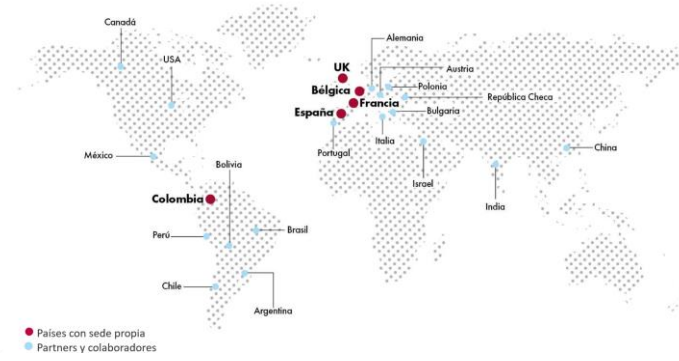 Canadá
Alemania
USA
UK
Austria
Bélgica
Polonia
República Checa
Francia
España
Bulgaria
Italia
Portugal
China
México
Bolivia
Israel
Colombia
India
Perú
Brasil
Chile
Argentina
Países con sede propia
Partners y colaboradores